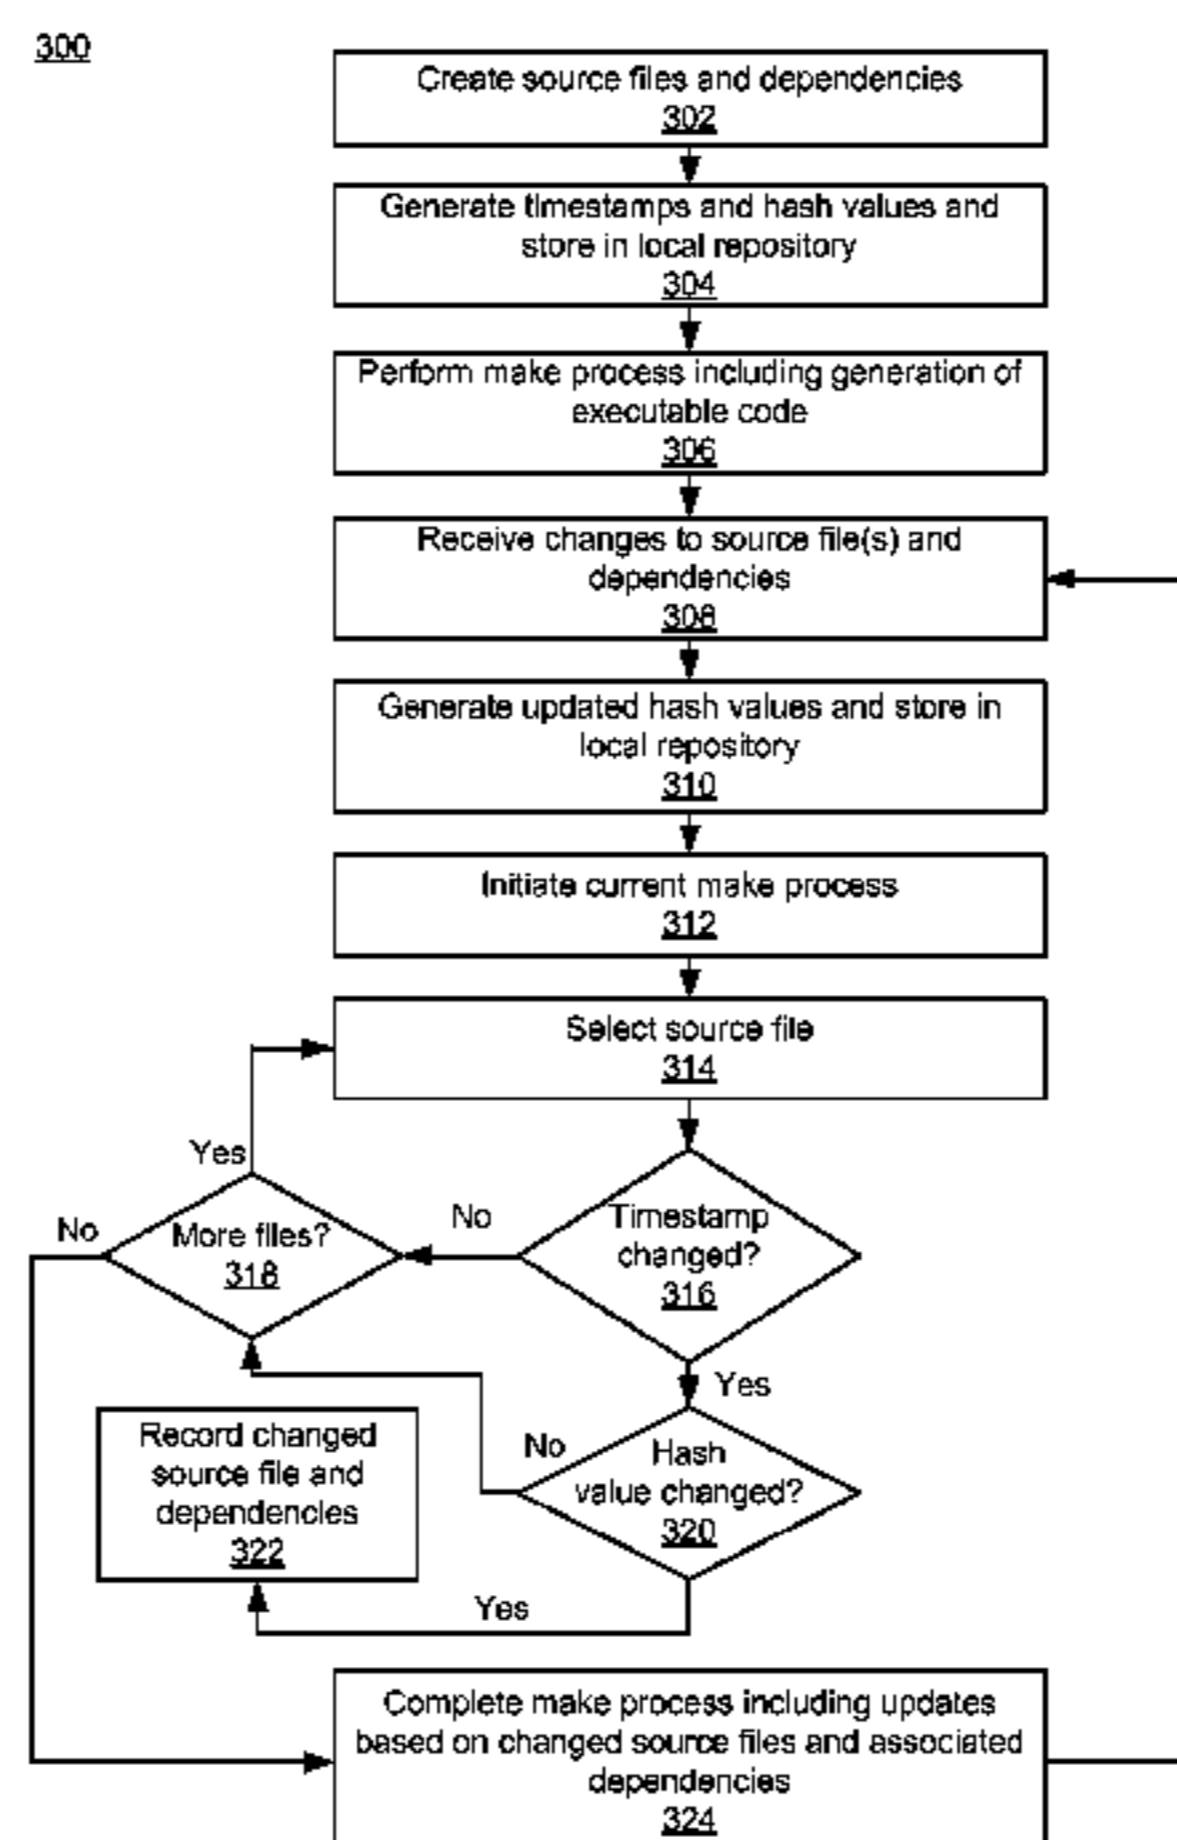 300
Create source files and dependencies
302
Generate timestamps and hash values and
store in local repository
304
Perform make process including generation of
executable code
306
Receive changes to source file(s) and
dependencies
308
Generate updated hash values and store in
local repository
310
Initiate current make process
312
Select source file
314
Yes
No
More files?
318
No
Timestamp
changed?
316
Yes
No
Hash
value changed?
320
Record changed
source file and
dependencies
322
Yes
Complete make process including updates
based on changed source files and associated
dependencies
324